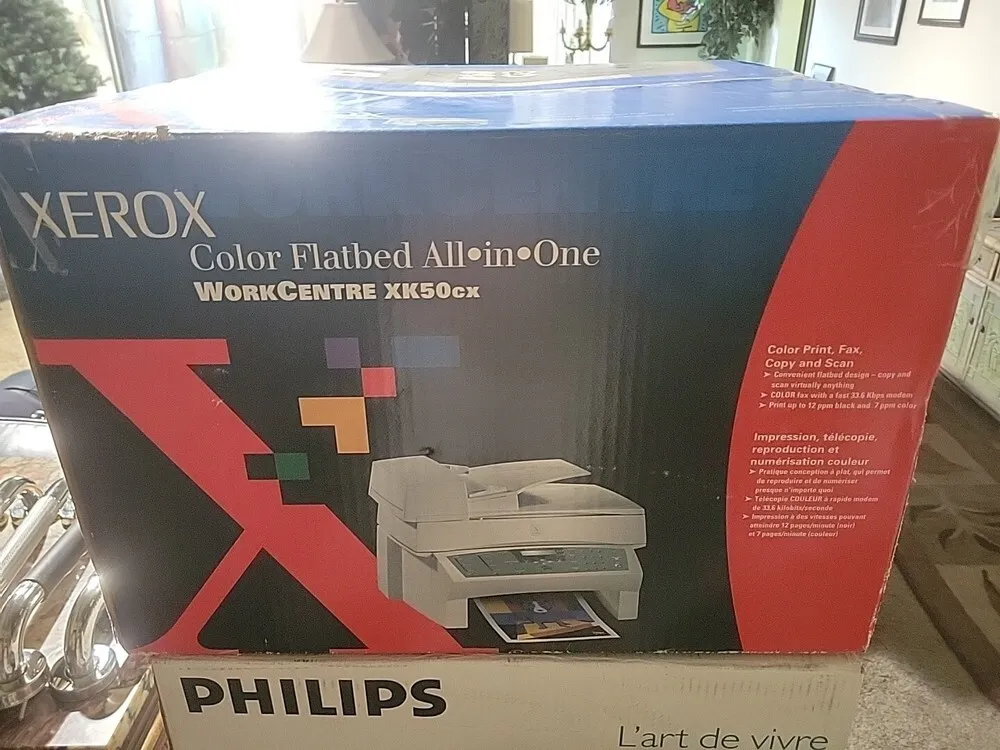 XEROX
Color Flatbed All•in•One
WORKCENTRE XK50CX
Color Print, Fax,
Copy and Scan
➤ Convenient flatbed design – copy and
scan virtually anything
➤ COLOR fax with a fast 33.6 Kbps modem
➤ Print up to 12 ppm black and 7 ppm color
Impression, télécopie,
reproduction et
numérisation couleur
➤ Pratique conception à plat, qui permet
de reproduire et de numériser
presque n'importe quoi
➤ Télécopie COULEUR à rapide modem
de 33,6 kilobits/seconde
➤ Impression à des vitesses pouvant
atteindre 12 pages/minute (noir)
et 7 pages/minute (couleur)
PHILIPS
L'art de vivre